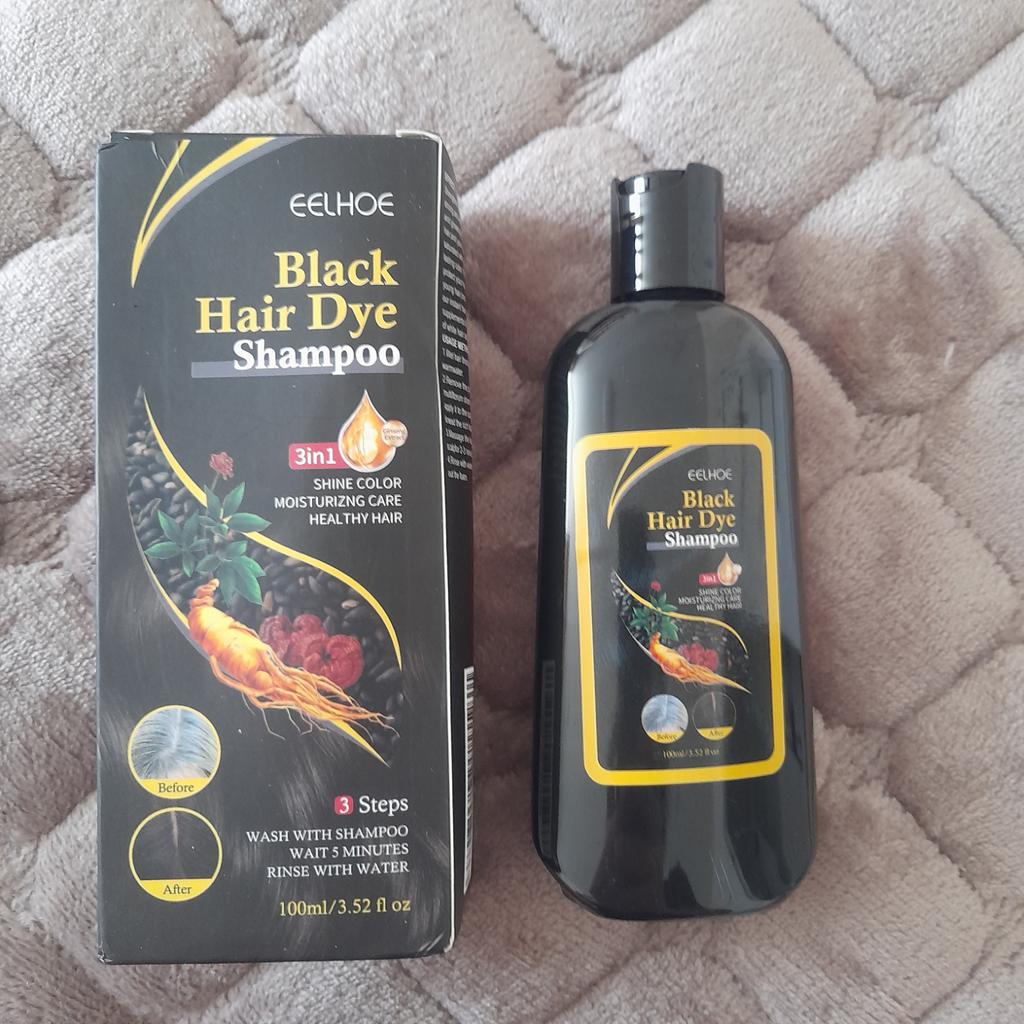 EELHOE
Black
Hair Dye
Shampoo
Ginseng
Extract
3in1
SHINE COLOR
MOISTURIZNG CARE
HEALTHY HAIR
Before
After
3 Steps
WASH WITH SHAMPOO
WAIT 5 MINUTES
RINSE WITH WATER
100ml/3.52 fl oz
EELHOE
Black
Hair Dye
Shampoo
3in1
SHINE COLOR
MOISTURIZNG CARE
HEALTHY HAIR
Before
After
100ml/3.52 fl oz